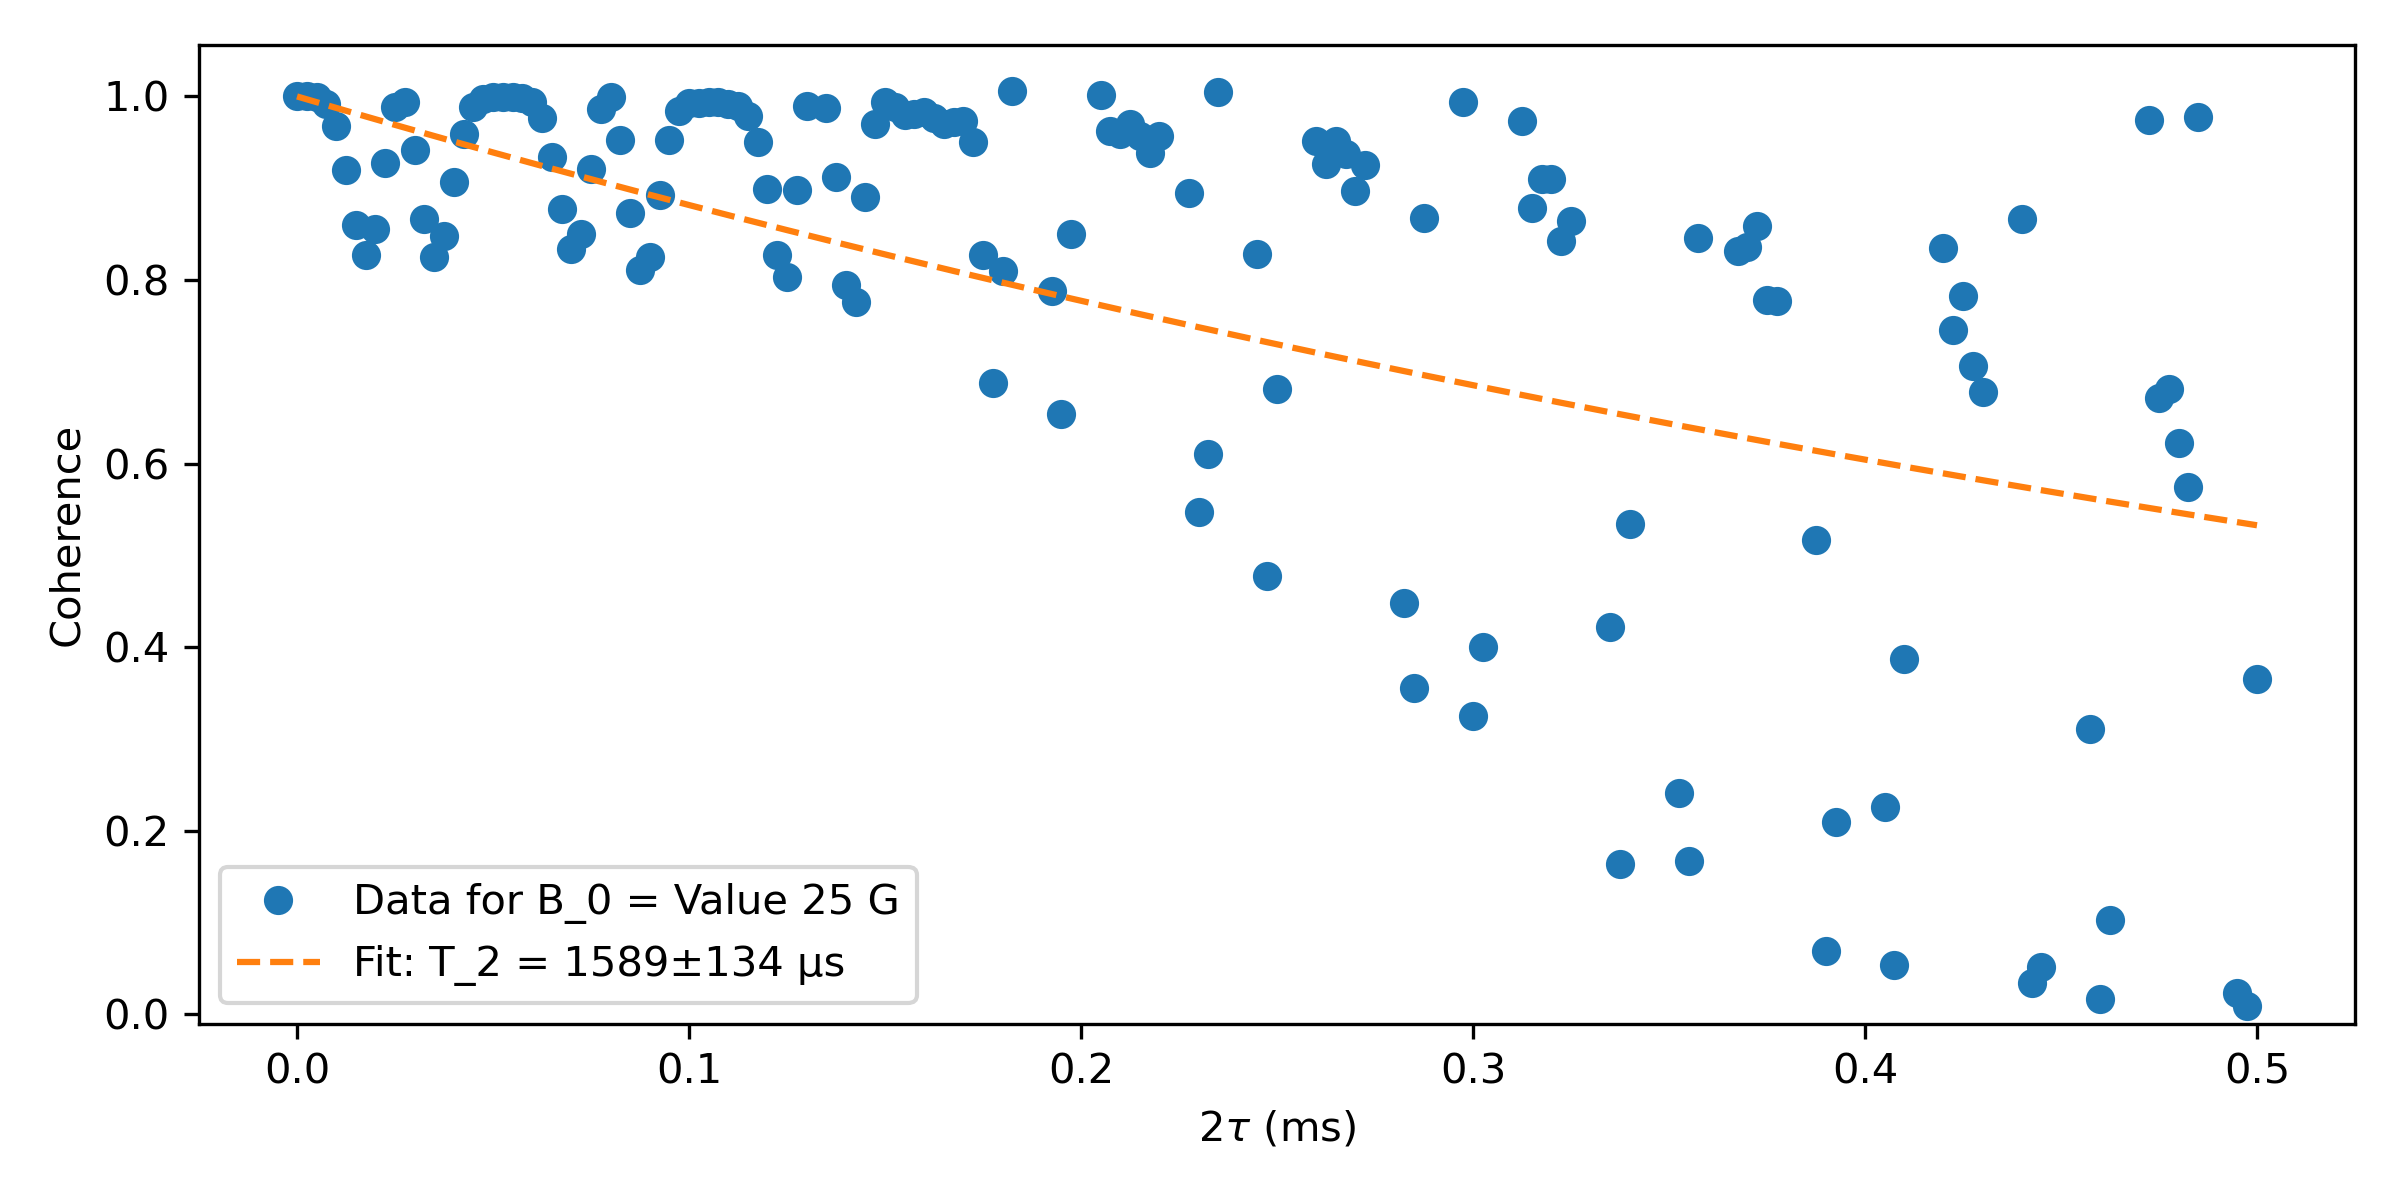 1.0
0.8
0.6
0.4
0.2
0.0
Coherence
Data for B_0 = Value 25 G
Fit: T_2 = 1589±134 μs
0.0 0.1 0.2 0.3 0.4 0.5
2τ (ms)